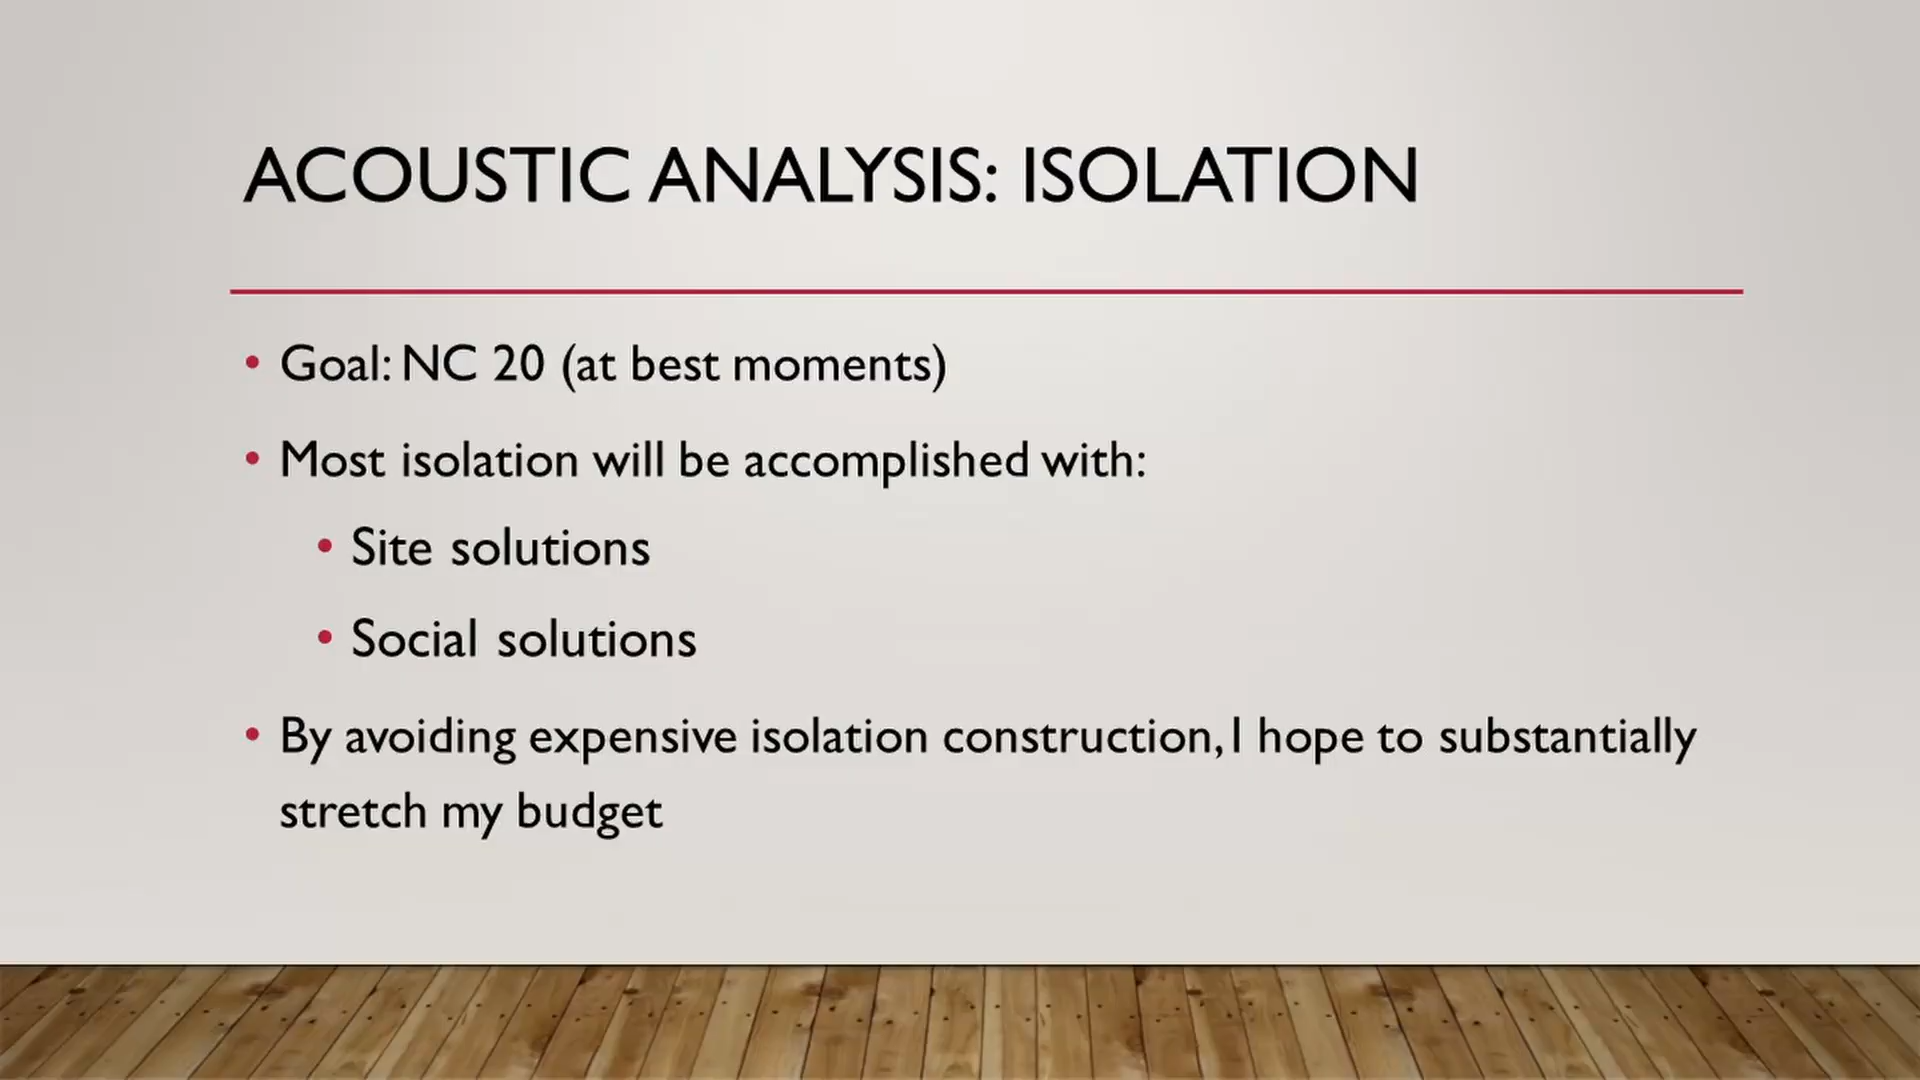 ACOUSTIC ANALYSIS: ISOLATION
• Goal: NC 20 (at best moments)
• Most isolation will be accomplished with:
• Site solutions
• Social solutions
• By avoiding expensive isolation construction, I hope to substantially
stretch my budget